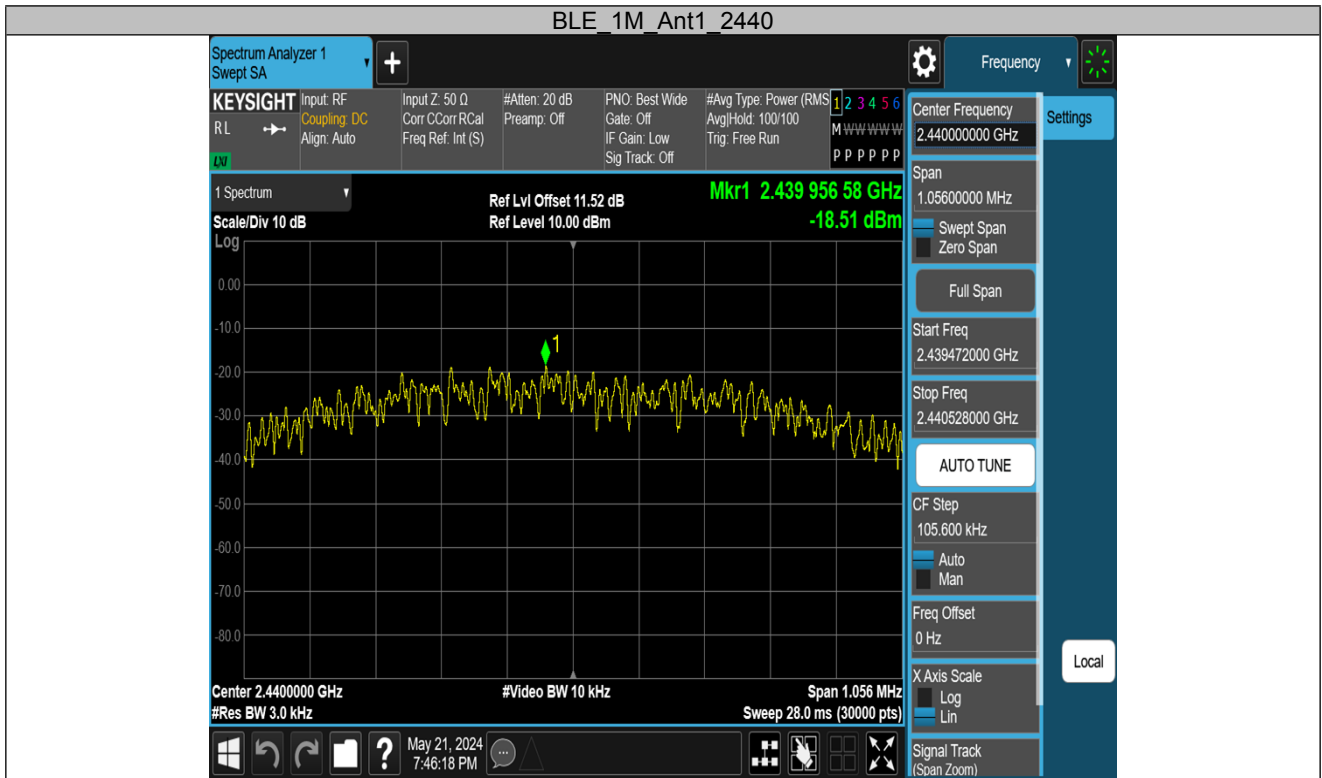 BLE_1M_Ant1_2440
Spectrum Analyzer 1
Swept SA
+
Frequency
KEYSIGHT
RL
LXI
Input: RF
Coupling: DC
Align: Auto
Input Z: 50 Ω
Corr CCorr RCal
Freq Ref: Int (S)
#Atten: 20 dB
Preamp: Off
PNO: Best Wide
Gate: Off
IF Gain: Low
Sig Track: Off
#Avg Type: Power (RMS
Avg|Hold: 100/100
Trig: Free Run
1 2 3 4 5 6
M W W W W W
P P P P P P
1 Spectrum
Scale/Div 10 dB
Log
Ref Lvl Offset 11.52 dB
Ref Level 10.00 dBm
Mkr1 2.439 956 58 GHz
-18.51 dBm
0.00
-10.0
-20.0
-30.0
-40.0
-50.0
-60.0
-70.0
-80.0
1
Center 2.4400000 GHz
#Res BW 3.0 kHz
#Video BW 10 kHz
Span 1.056 MHz
Sweep 28.0 ms (30000 pts)
?
May 21, 2024
7:46:18 PM
Center Frequency
2.440000000 GHz
Span
1.05600000 MHz
Swept Span
Zero Span
Full Span
Start Freq
2.439472000 GHz
Stop Freq
2.440528000 GHz
AUTO TUNE
CF Step
105.600 kHz
Auto
Man
Freq Offset
0 Hz
X Axis Scale
Log
Lin
Signal Track
(Span Zoom)
Settings
Local